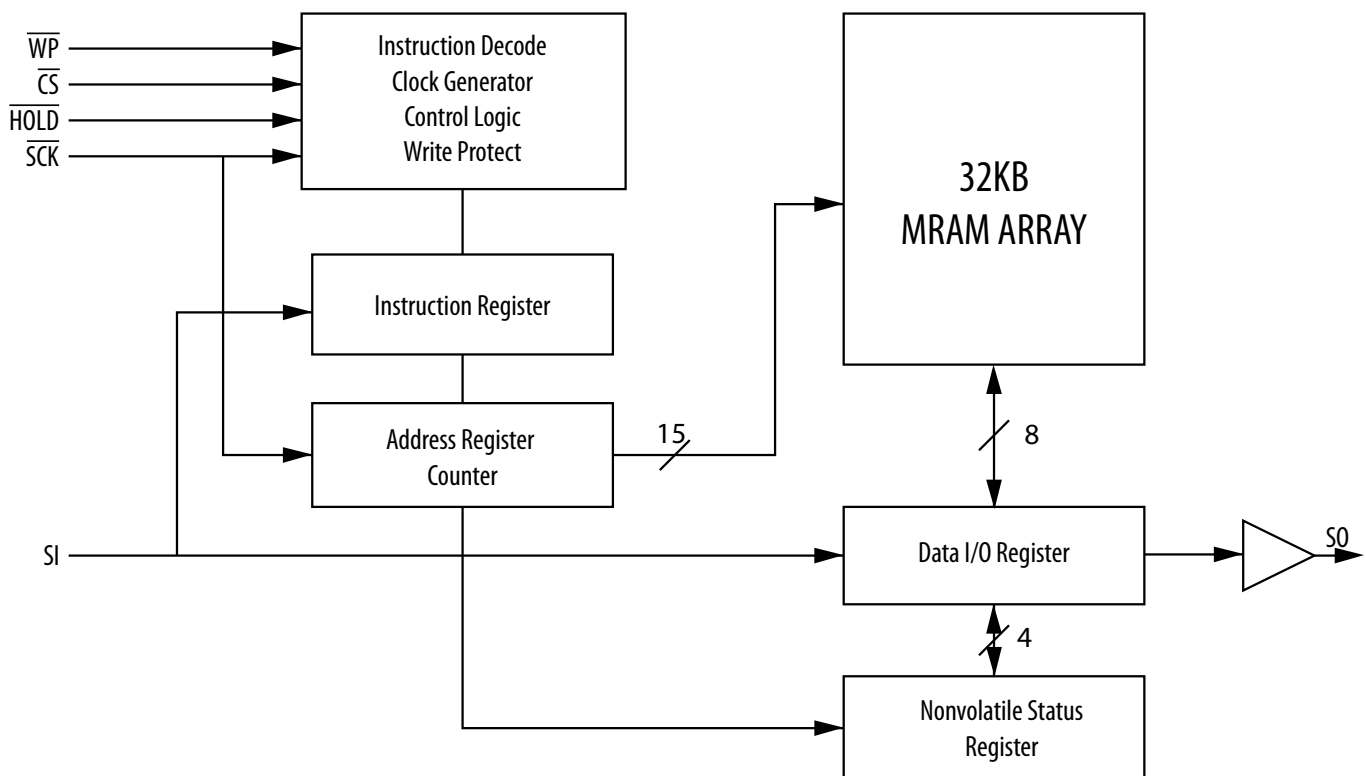 WP
CS
HOLD
SCK
Instruction Decode
Clock Generator
Control Logic
Write Protect
32KB
MRAM ARRAY
Instruction Register
Address Register
Counter
15
8
SI
Data I/O Register
SO
4
Nonvolatile Status
Register